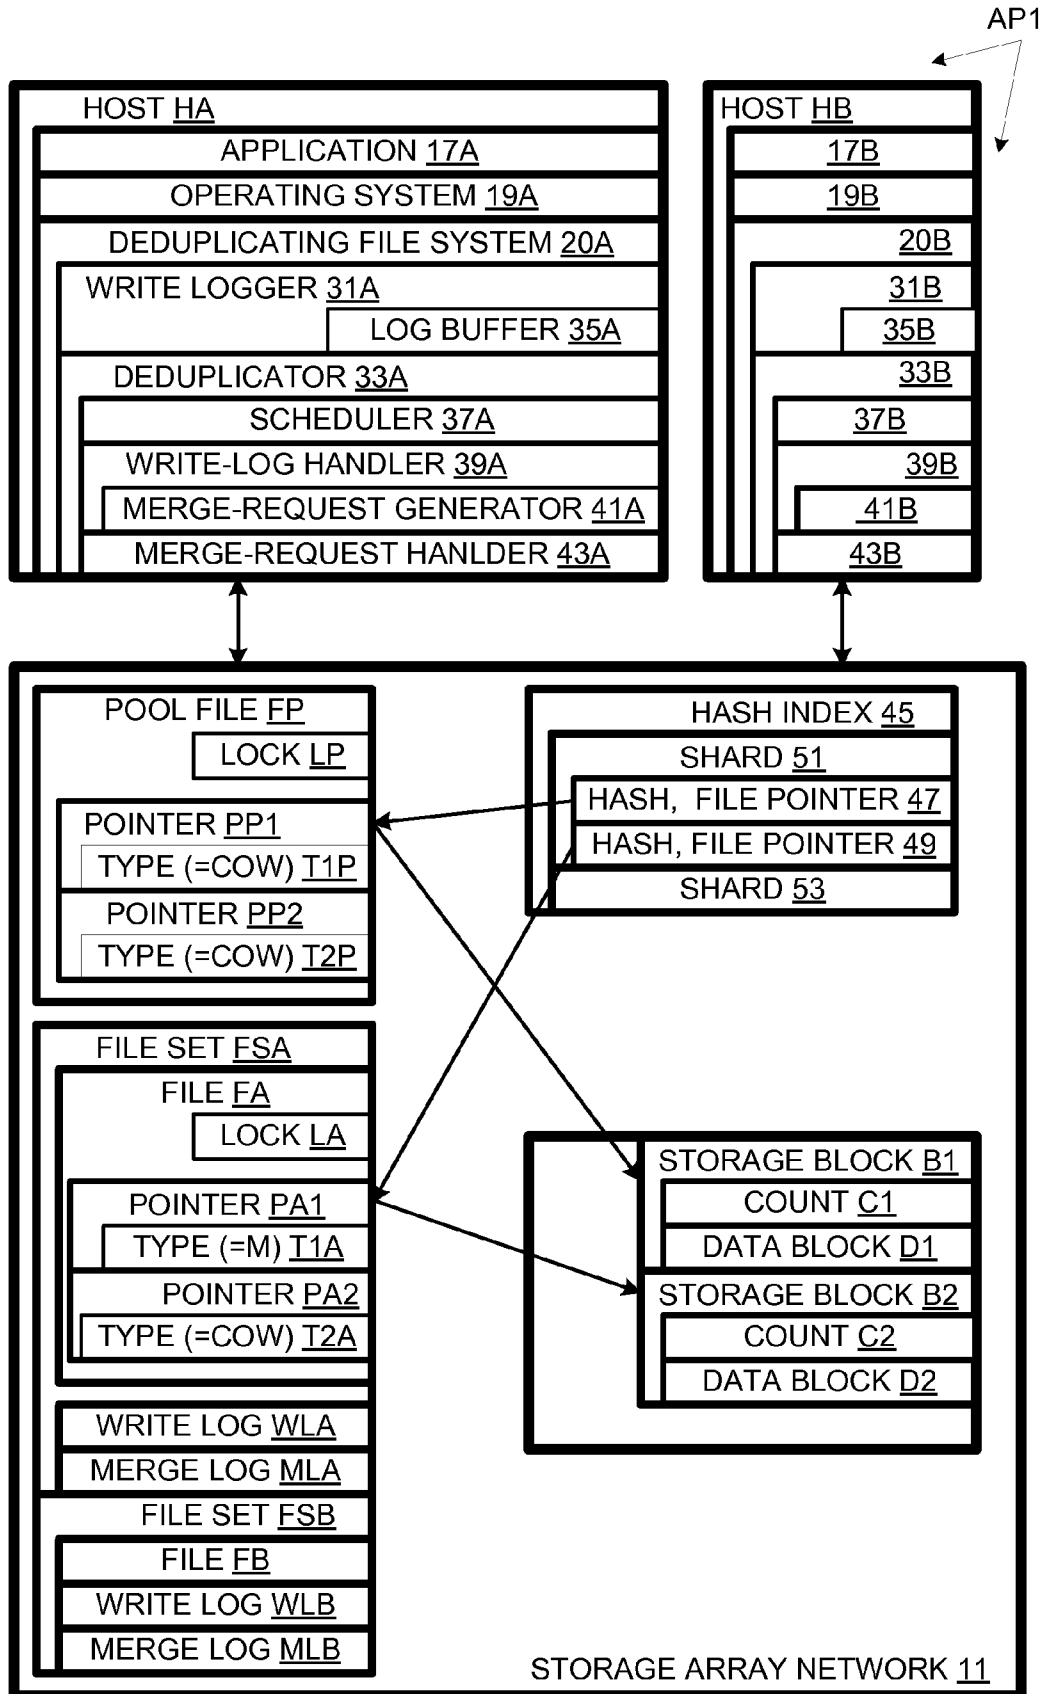 AP1
HOST HA
APPLICATION 17A
OPERATING SYSTEM 19A
DEDUPLICATING FILE SYSTEM 20A
WRITE LOGGER 31A
LOG BUFFER 35A
DEDUPLICATOR 33A
SCHEDULER 37A
WRITE-LOG HANDLER 39A
MERGE-REQUEST GENERATOR 41A
MERGE-REQUEST HANLDER 43A
HOST HB
17B
19B
20B
31B
35B
33B
37B
39B
41B
43B
POOL FILE FP
LOCK LP
POINTER PP1
TYPE (=COW) T1P
POINTER PP2
TYPE (=COW) T2P
HASH INDEX 45
SHARD 51
HASH, FILE POINTER 47
HASH, FILE POINTER 49
SHARD 53
FILE SET FSA
FILE FA
LOCK LA
POINTER PA1
TYPE (=M) T1A
POINTER PA2
TYPE (=COW) T2A
WRITE LOG WLA
MERGE LOG MLA
FILE SET FSB
FILE FB
WRITE LOG WLB
MERGE LOG MLB
STORAGE BLOCK B1
COUNT C1
DATA BLOCK D1
STORAGE BLOCK B2
COUNT C2
DATA BLOCK D2
STORAGE ARRAY NETWORK 11